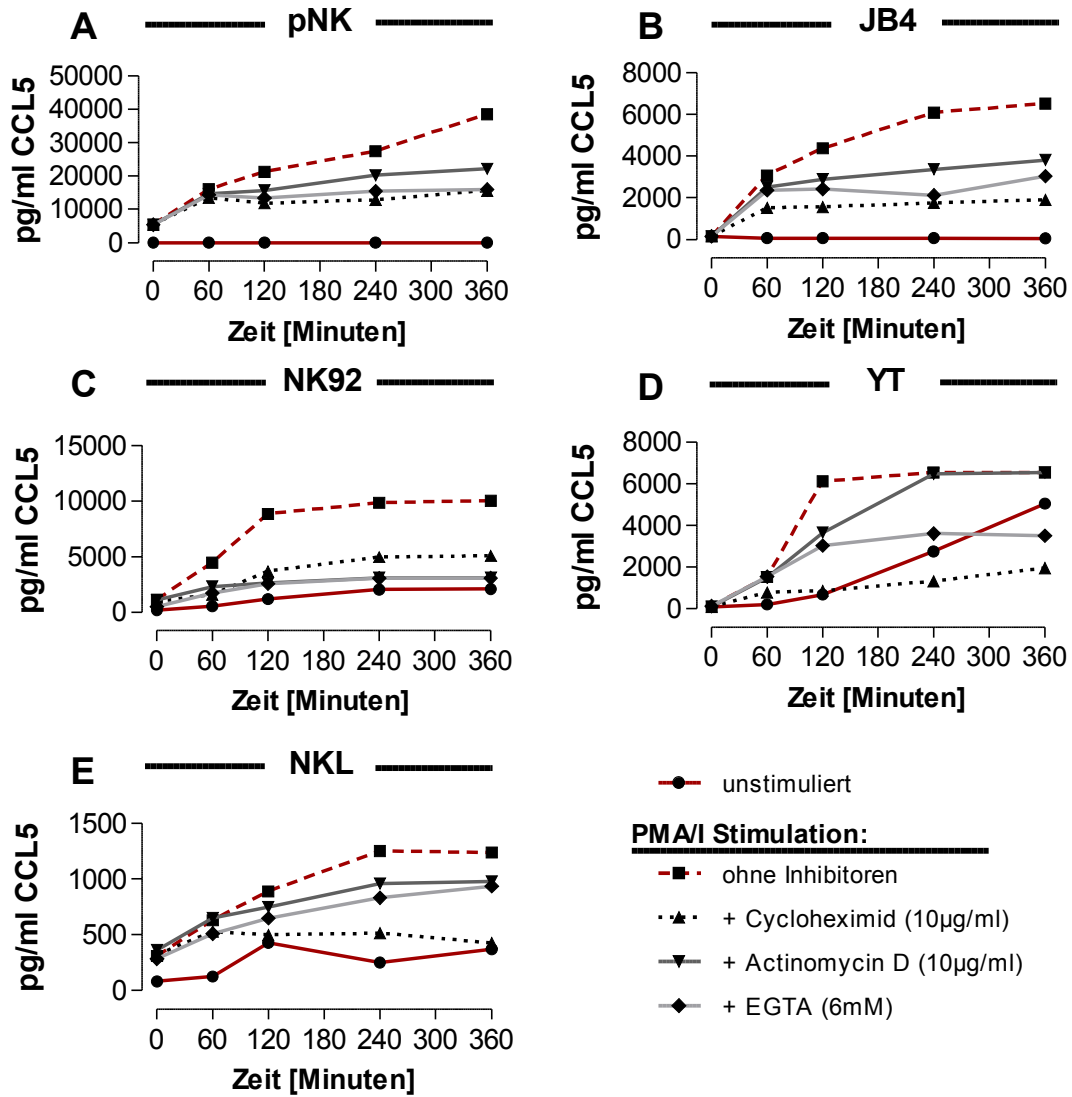 A pNK
50000
40000
30000
20000
10000
0
pg/ml CCL5
0 60 120 180 240 300 360
Zeit [Minuten]
B JB4
8000
6000
4000
2000
0
pg/ml CCL5
0 60 120 180 240 300 360
Zeit [Minuten]
C NK92
15000
10000
5000
0
pg/ml CCL5
0 60 120 180 240 300 360
Zeit [Minuten]
D YT
8000
6000
4000
2000
0
pg/ml CCL5
0 60 120 180 240 300 360
Zeit [Minuten]
E NKL
1500
1000
500
0
pg/ml CCL5
0 60 120 180 240 300 360
Zeit [Minuten]
unstimuliert
PMA/I Stimulation:
ohne Inhibitoren
+ Cycloheximid (10µg/ml)
+ Actinomycin D (10µg/ml)
+ EGTA (6mM)